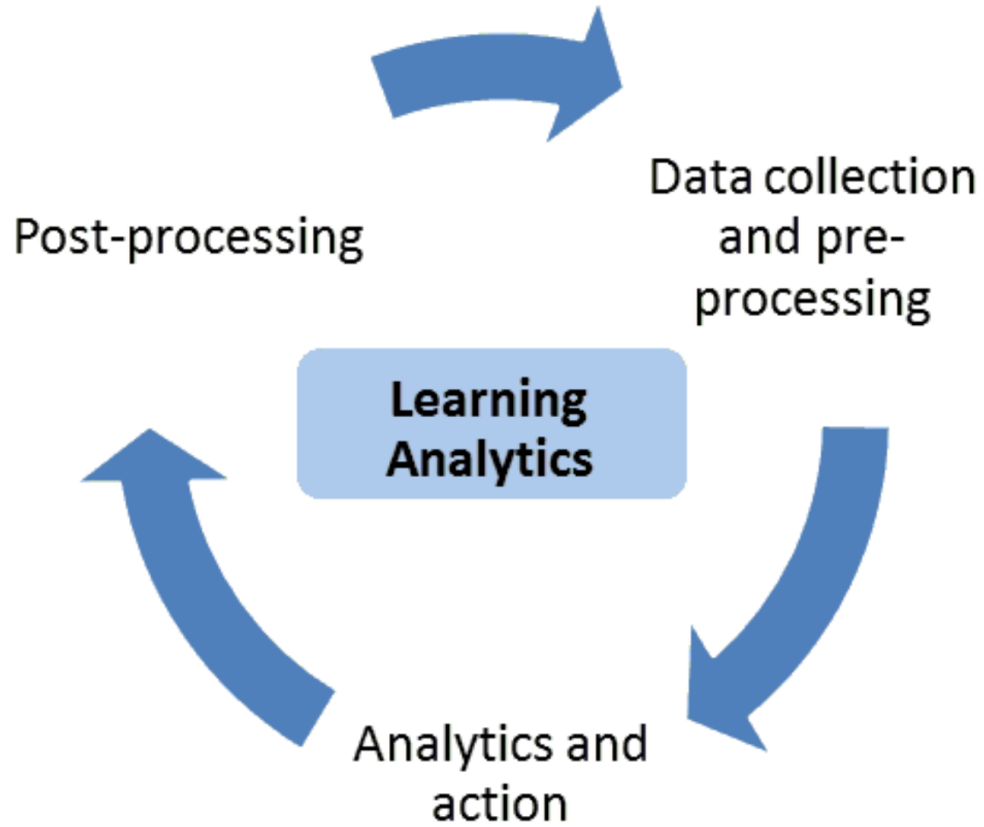 Data collection
and pre-
processing
Post-processing
Learning
Analytics
Analytics and
action